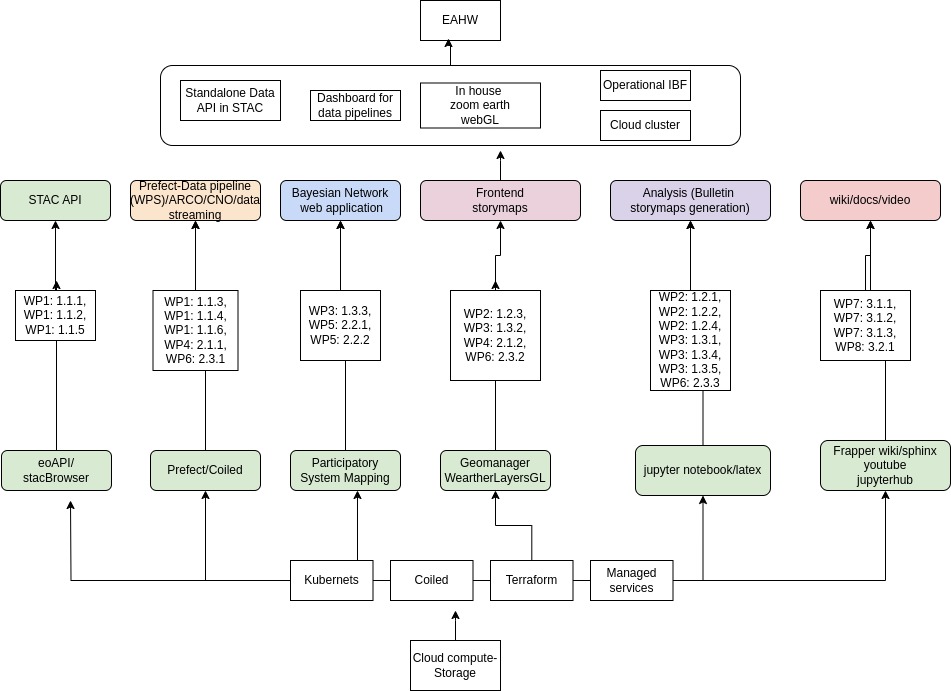 EAHW
Standalone Data
API in STAC
Dashboard for
data pipelines
In house
zoom earth
webGL
Operational IBF
Cloud cluster
STAC API
Prefect-Data pipeline
(WPS)/ARCO/CNO/data
streaming
Bayesian Network
web application
Frontend
storymaps
Analysis (Bulletin
storymaps generation)
wiki/docs/video
WP1: 1.1.1,
WP1: 1.1.2,
WP1: 1.1.5
WP1: 1.1.3,
WP1: 1.1.4,
WP1: 1.1.6,
WP4: 2.1.1,
WP6: 2.3.1
WP3: 1.3.3,
WP5: 2.2.1,
WP5: 2.2.2
WP2: 1.2.3,
WP3: 1.3.2,
WP4: 2.1.2,
WP6: 2.3.2
WP2: 1.2.1,
WP2: 1.2.2,
WP2: 1.2.4,
WP3: 1.3.1,
WP3: 1.3.4,
WP3: 1.3.5,
WP6: 2.3.3
WP7: 3.1.1,
WP7: 3.1.2,
WP7: 3.1.3,
WP8: 3.2.1
eoAPI/
stacBrowser
Prefect/Coiled
Participatory
System Mapping
Geomanager
WeartherLayersGL
jupyter notebook/latex
Frapper wiki/sphinx
youtube
jupyterhub
Kubernets
Coiled
Terraform
Managed
services
Cloud compute-
Storage